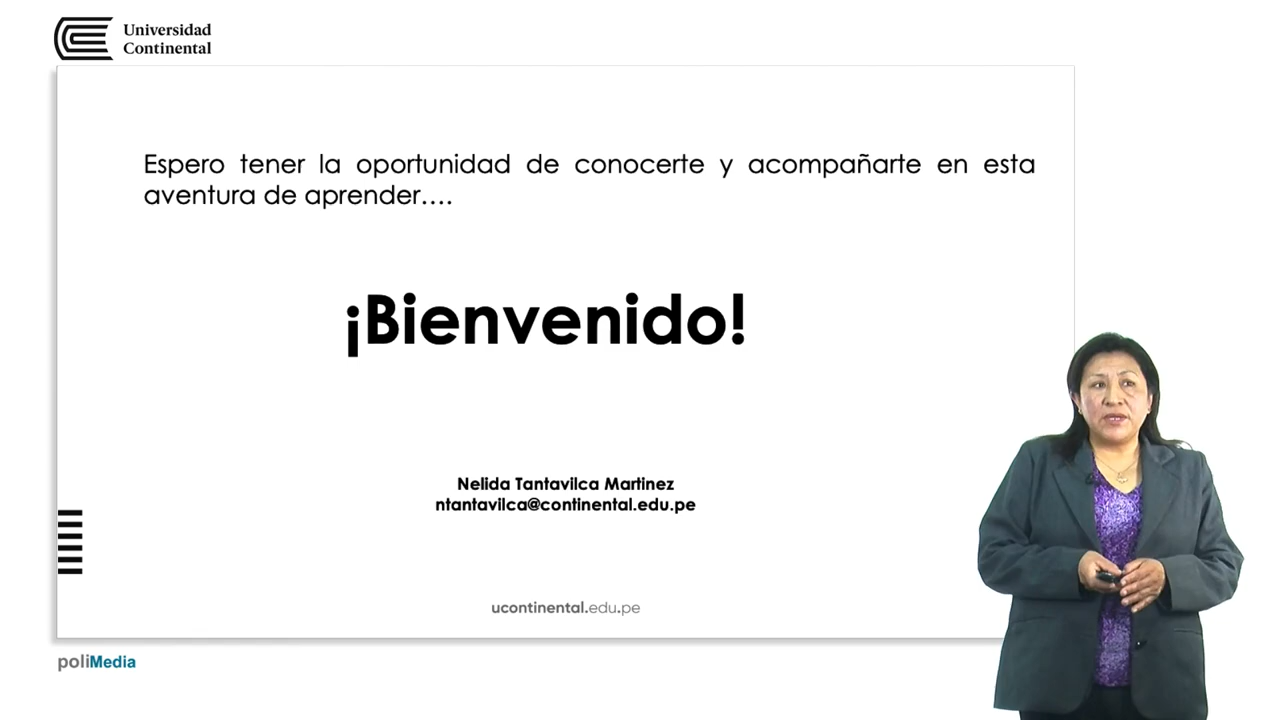 Universidad
Continental
Espero tener la oportunidad de conocerte y acompañarte en esta
aventura de aprender....
¡Bienvenido!
Nelida Tantavilca Martinez
ntantavilca@continental.edu.pe
ucontinental.edu.pe
poliMedia